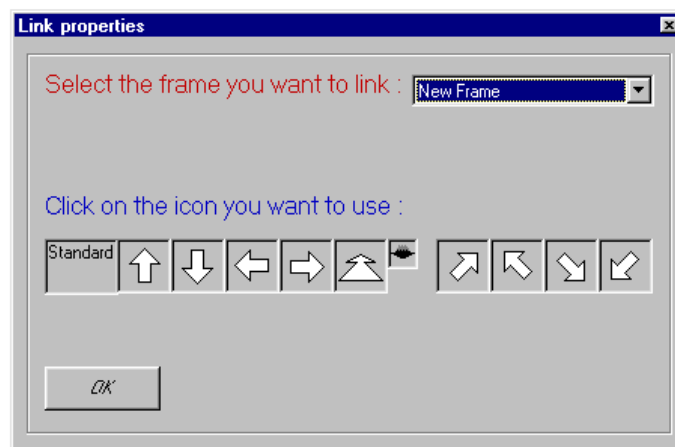 Link properties
Select the frame you want to link :
New Frame
Click on the icon you want to use :
Standard
OK